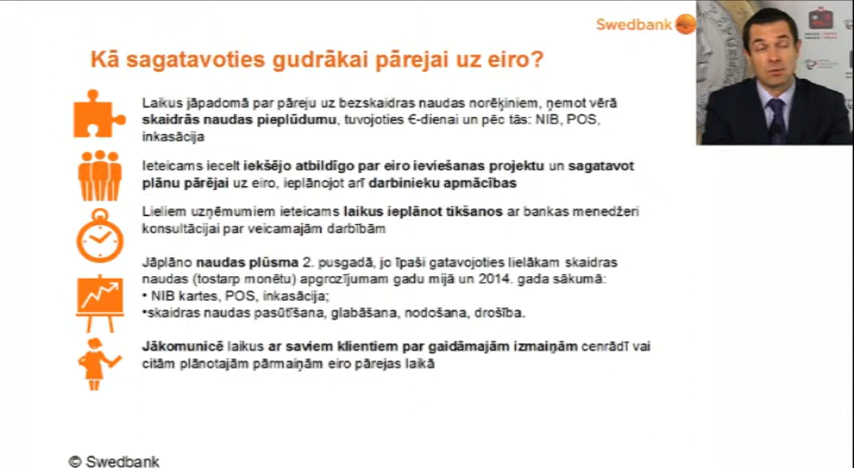 Swedbank
Kā sagatavoties gudrākai pārejai uz eiro?
Laikus jāpadomā par pāreju uz bezskaidras naudas norēķiniem, ņemot vērā
skaidrās naudas pieplūdumu, tuvojoties €-dienai un pēc tās: NIB, POS,
inkasācija
Ieteicams iecelt iekšējo atbildīgo par eiro ieviešanas projektu un sagatavot
plānu pārējai uz eiro, ieplānojot arī darbinieku apmācības
Lieliem uzņēmumiem ieteicams laikus ieplānot tikšanos ar bankas menedžeri
konsultācijai par veicamajām darbībām
Jāplāno naudas plūsma 2. pusgadā, jo īpaši gatavojoties lielākam skaidras
naudas (tostarp monētu) apgrozījumam gadu mijā un 2014. gada sākumā:
• NIB kartes, POS, inkasācija;
•skaidras naudas pasūtīšana, glabāšana, nodošana, drošība.
Jākomunicē laikus ar saviem klientiem par gaidāmajām izmaiņām cenrādī vai
citām plānotajām pārmaiņām eiro pārejas laikā
© Swedbank